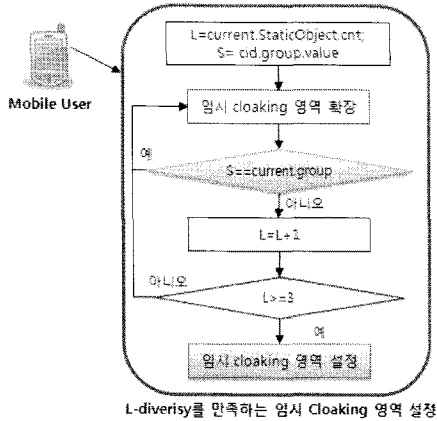 L=current.StaticObject.cnt;
S= cid.group.value
Mobile User
임시 cloaking 영역 확장
예
S==current.group
아니오
L=L+1
아니오
L>=3
예
임시 cloaking 영역 설정
L-diverisy를 만족하는 임시 Cloaking 영역 설정